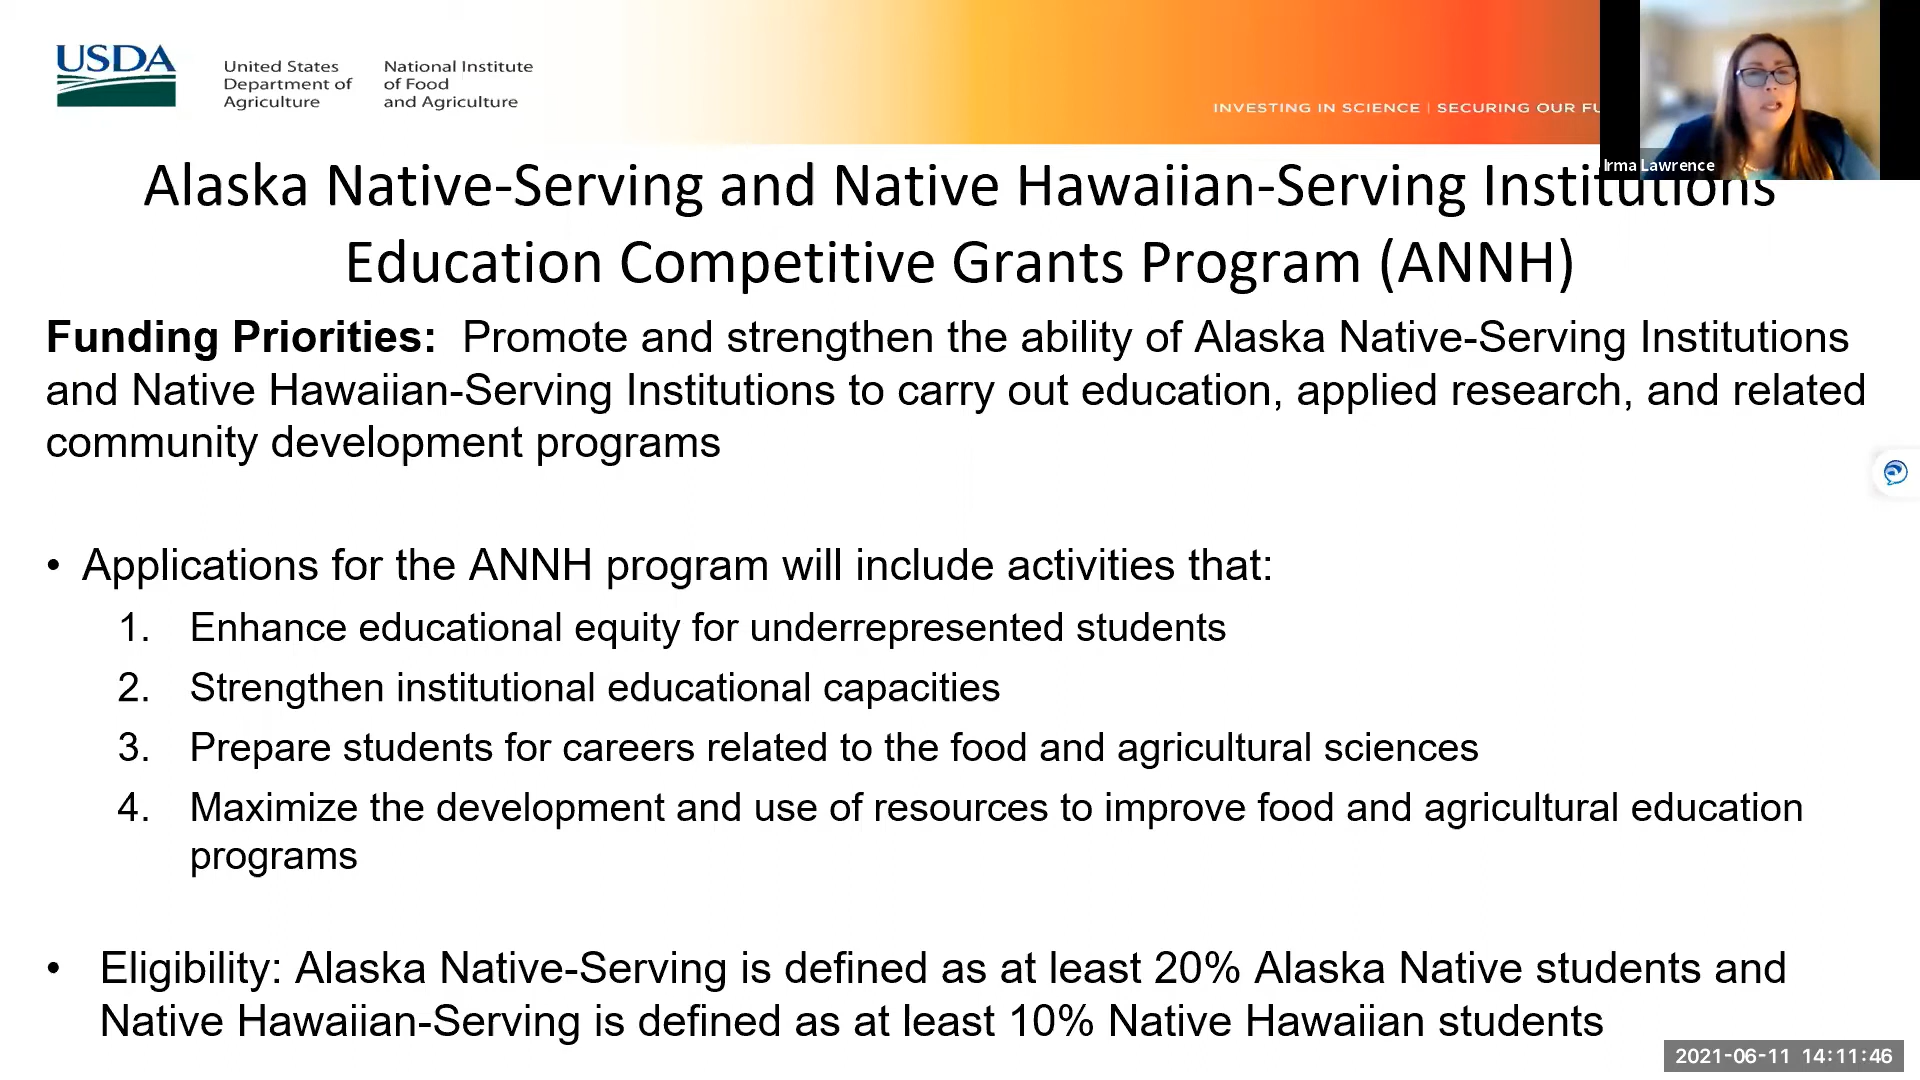 USDA
United States
Department of
Agriculture
National Institute
of Food
and Agriculture
INVESTING IN SCIENCE | SECURING OUR
Irma Lawrence
Alaska Native-Serving and Native Hawaiian-Serving Institutions
Education Competitive Grants Program (ANNH)
Funding Priorities: Promote and strengthen the ability of Alaska Native-Serving Institutions
and Native Hawaiian-Serving Institutions to carry out education, applied research, and related
community development programs
• Applications for the ANNH program will include activities that:
1. Enhance educational equity for underrepresented students
2. Strengthen institutional educational capacities
3. Prepare students for careers related to the food and agricultural sciences
4. Maximize the development and use of resources to improve food and agricultural education
programs
• Eligibility: Alaska Native-Serving is defined as at least 20% Alaska Native students and
Native Hawaiian-Serving is defined as at least 10% Native Hawaiian students
2021-06-11 14:11:46